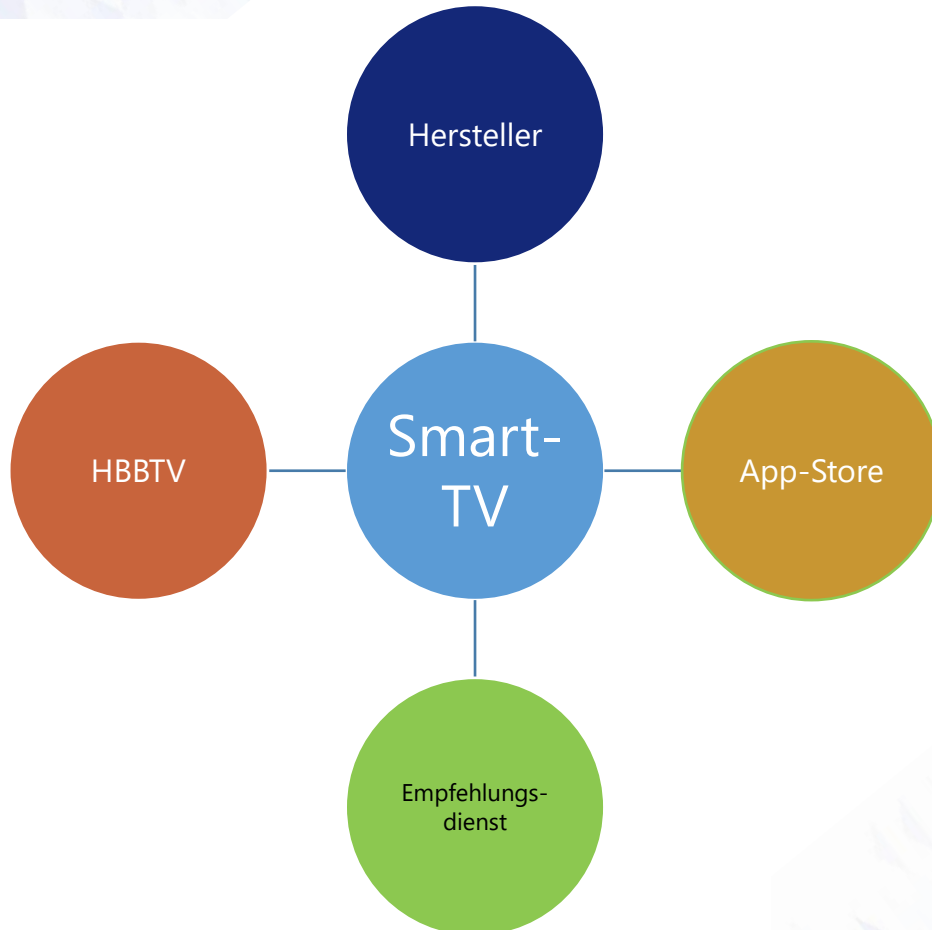 Hersteller
HBBTV
Smart-
TV
App-Store
Empfehlungs-
dienst